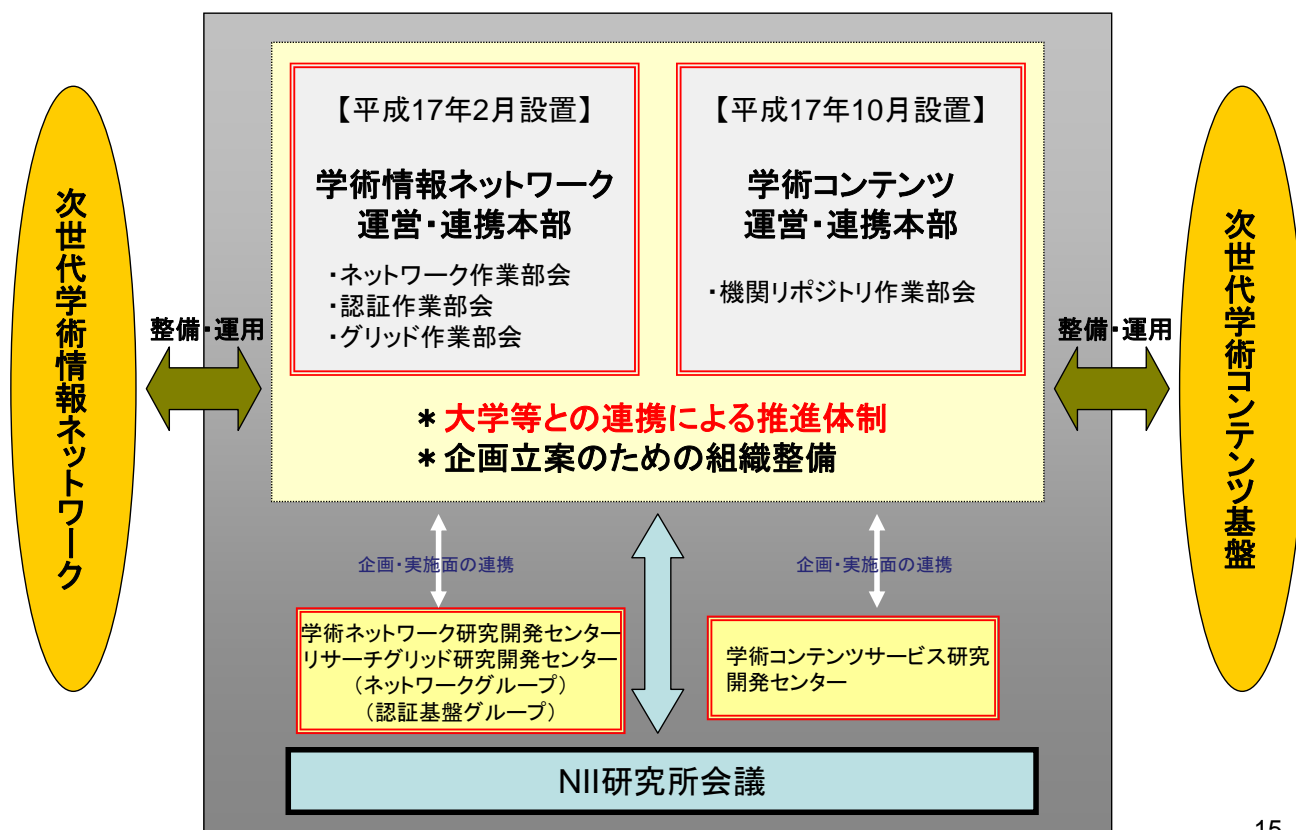 次世代学術情報ネットワーク
整備・運用
【平成17年2月設置】
学術情報ネットワーク
運営・連携本部
・ネットワーク作業部会
・認証作業部会
・グリッド作業部会
【平成17年10月設置】
学術コンテンツ
運営・連携本部
・機関リポジトリ作業部会
整備・運用
次世代学術コンテンツ基盤
＊大学等との連携による推進体制
＊企画立案のための組織整備
企画・実施面の連携
企画・実施面の連携
学術ネットワーク研究開発センター
リサーチグリッド研究開発センター
（ネットワークグループ）
（認証基盤グループ）
学術コンテンツサービス研究
開発センター
NII研究所会議
15